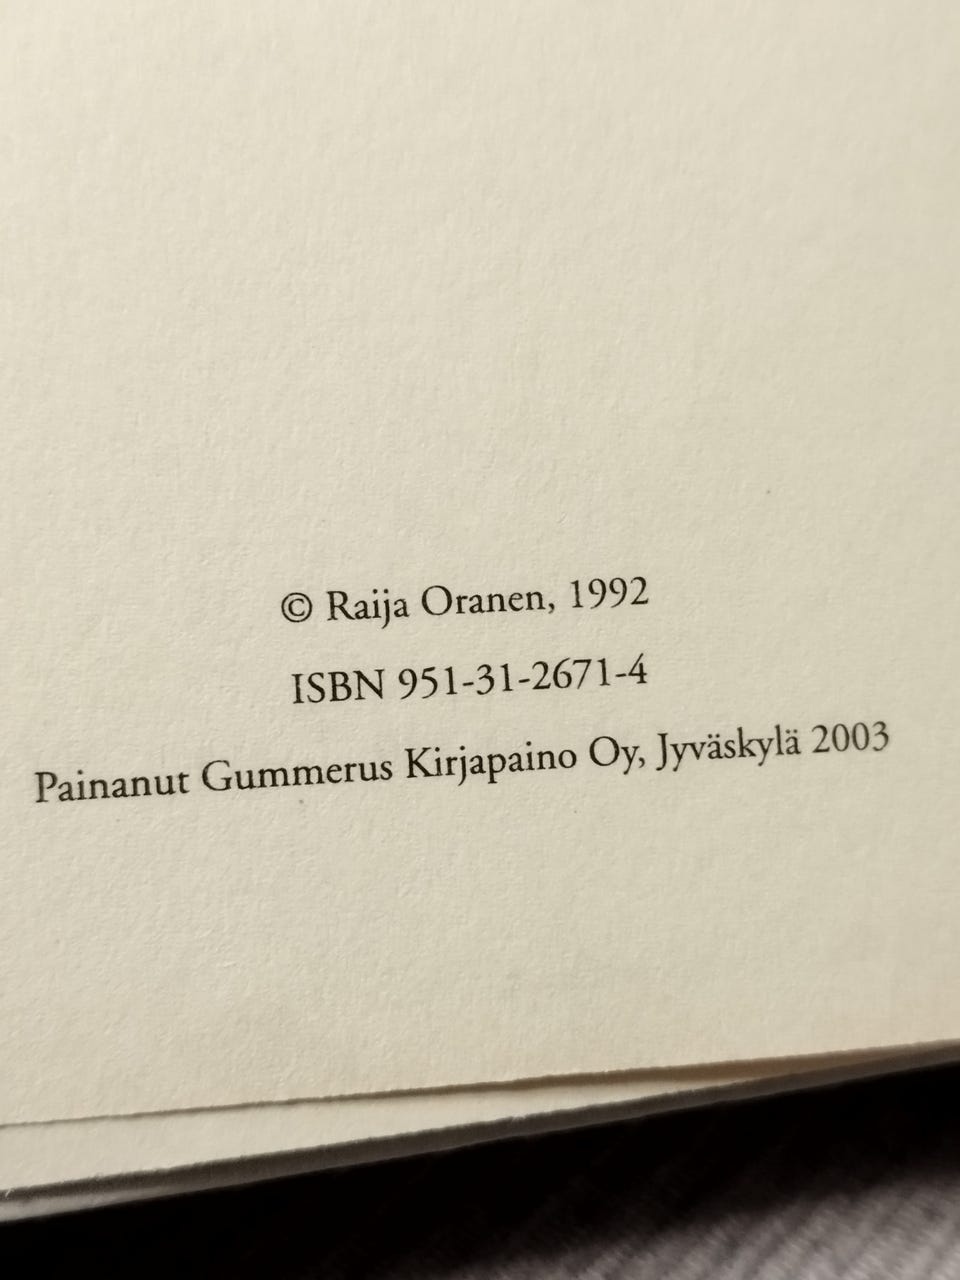 © Raija Oranen, 1992
ISBN 951-31-2671-4
Painanut Gummerus Kirjapaino Oy, Jyväskylä 2003